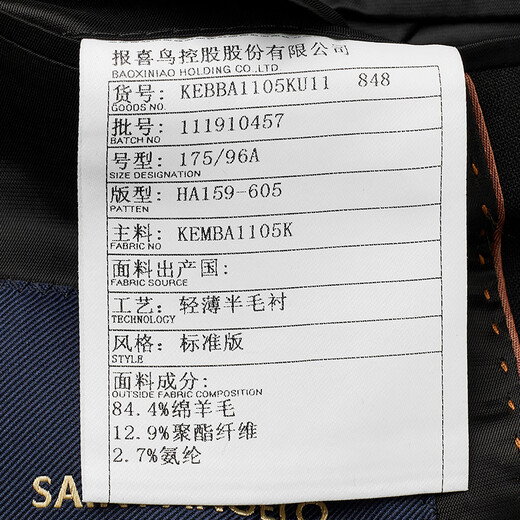 报喜鸟控股股份有限公司
BAOXINIAO HOLDING CO.,LTD
货号: KEBBA1105KU11 848
GOODS NO.
批号: 111910457
BATCH NO
号型: 175/96A
SIZE DESIGNATION
版型: HA159-605
PATTEN
主料: KEMBA1105K
FABRIC NO
面料出产国:
FABRIC SOURCE
工艺: 轻薄半毛衬
TECHNOLOGY
风格: 标准版
STYLE
面料成分:
OUTSIDE FABRIC COMPOSITION
84.4%绵羊毛
12.9%聚酯纤维
2.7%氨纶